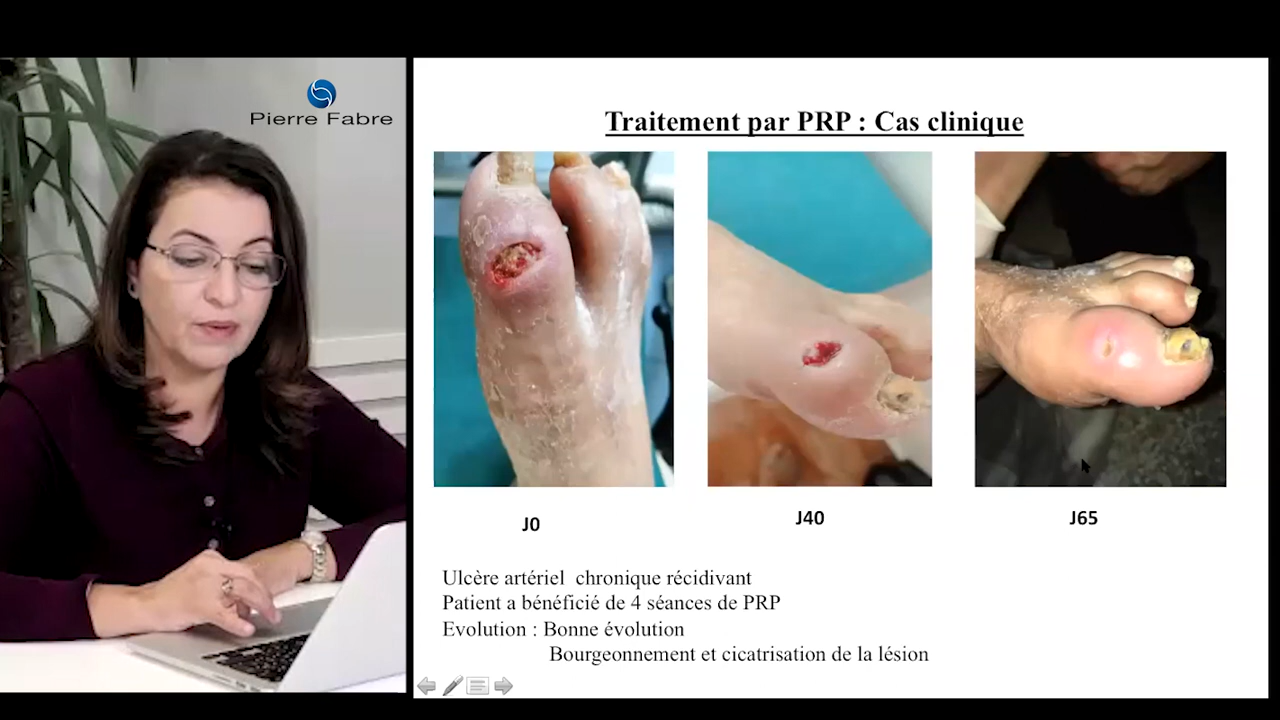 Pierre Fabre
Traitement par PRP : Cas clinique
J0
J40
J65
Ulcère artériel  chronique récidivant
Patient a bénéficié de 4 séances de PRP
Evolution : Bonne évolution
Bourgeonnement et cicatrisation de la lésion